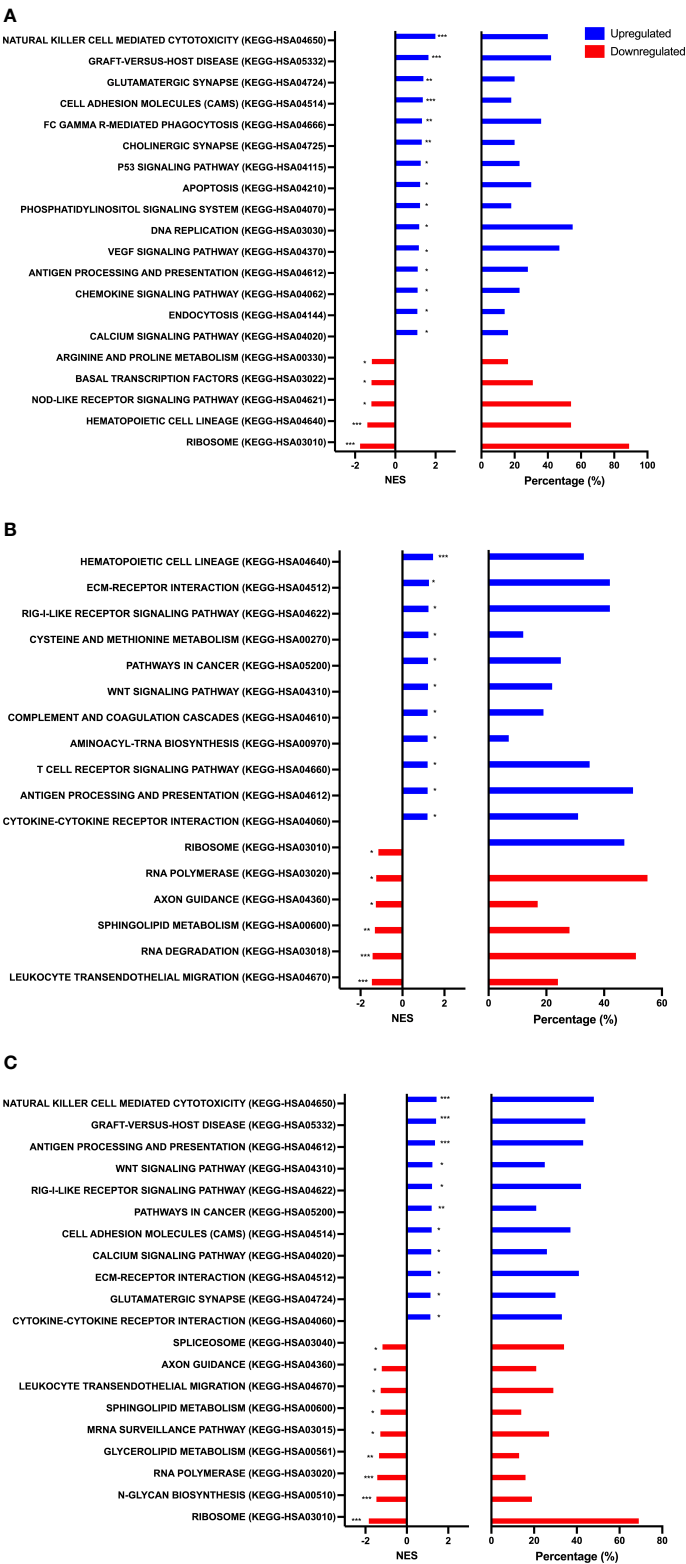 A
Upregulated
Downregulated
NATURAL KILLER CELL MEDIATED CYTOTOXICITY (KEGG-HSA04650) ***
GRAFT-VERSUS-HOST DISEASE (KEGG-HSA05332) ***
GLUTAMATERGIC SYNAPSE (KEGG-HSA04724) **
CELL ADHESION MOLECULES (CAMS) (KEGG-HSA04514) ***
FC GAMMA R-MEDIATED PHAGOCYTOSIS (KEGG-HSA04666) **
CHOLINERGIC SYNAPSE (KEGG-HSA04725) **
P53 SIGNALING PATHWAY (KEGG-HSA04115) *
APOPTOSIS (KEGG-HSA04210) *
PHOSPHATIDYLINOSITOL SIGNALING SYSTEM (KEGG-HSA04070) *
DNA REPLICATION (KEGG-HSA03030) *
VEGF SIGNALING PATHWAY (KEGG-HSA04370) *
ANTIGEN PROCESSING AND PRESENTATION (KEGG-HSA04612) *
CHEMOKINE SIGNALING PATHWAY (KEGG-HSA04062) *
ENDOCYTOSIS (KEGG-HSA04144) *
CALCIUM SIGNALING PATHWAY (KEGG-HSA04020) *
ARGININE AND PROLINE METABOLISM (KEGG-HSA00330) *
BASAL TRANSCRIPTION FACTORS (KEGG-HSA03022) *
NOD-LIKE RECEPTOR SIGNALING PATHWAY (KEGG-HSA04621) *
HEMATOPOIETIC CELL LINEAGE (KEGG-HSA04640) ***
RIBOSOME (KEGG-HSA03010) ***
-2 0 2 0 20 40 60 80 100
NES Percentage (%)
B
HEMATOPOIETIC CELL LINEAGE (KEGG-HSA04640) ***
ECM-RECEPTOR INTERACTION (KEGG-HSA04512) *
RIG-I-LIKE RECEPTOR SIGNALING PATHWAY (KEGG-HSA04622) *
CYSTEINE AND METHIONINE METABOLISM (KEGG-HSA00270) *
PATHWAYS IN CANCER (KEGG-HSA05200) *
WNT SIGNALING PATHWAY (KEGG-HSA04310) *
COMPLEMENT AND COAGULATION CASCADES (KEGG-HSA04610) *
AMINOACYL-TRNA BIOSYNTHESIS (KEGG-HSA00970) *
T CELL RECEPTOR SIGNALING PATHWAY (KEGG-HSA04660) *
ANTIGEN PROCESSING AND PRESENTATION (KEGG-HSA04612) *
CYTOKINE-CYTOKINE RECEPTOR INTERACTION (KEGG-HSA04060) *
RIBOSOME (KEGG-HSA03010) *
RNA POLYMERASE (KEGG-HSA03020) *
AXON GUIDANCE (KEGG-HSA04360) *
SPHINGOLIPID METABOLISM (KEGG-HSA00600) **
RNA DEGRADATION (KEGG-HSA03018) ***
LEUKOCYTE TRANSENDOTHELIAL MIGRATION (KEGG-HSA04670) ***
-2 0 2 0 20 40 60
NES Percentage (%)
C
NATURAL KILLER CELL MEDIATED CYTOTOXICITY (KEGG-HSA04650) ***
GRAFT-VERSUS-HOST DISEASE (KEGG-HSA05332) ***
ANTIGEN PROCESSING AND PRESENTATION (KEGG-HSA04612) ***
WNT SIGNALING PATHWAY (KEGG-HSA04310) *
RIG-I-LIKE RECEPTOR SIGNALING PATHWAY (KEGG-HSA04622) *
PATHWAYS IN CANCER (KEGG-HSA05200) **
CELL ADHESION MOLECULES (CAMS) (KEGG-HSA04514) *
CALCIUM SIGNALING PATHWAY (KEGG-HSA04020) *
ECM-RECEPTOR INTERACTION (KEGG-HSA04512) *
GLUTAMATERGIC SYNAPSE (KEGG-HSA04724) *
CYTOKINE-CYTOKINE RECEPTOR INTERACTION (KEGG-HSA04060) *
SPLICEOSOME (KEGG-HSA03040) *
AXON GUIDANCE (KEGG-HSA04360) *
LEUKOCYTE TRANSENDOTHELIAL MIGRATION (KEGG-HSA04670) *
SPHINGOLIPID METABOLISM (KEGG-HSA00600) *
MRNA SURVEILLANCE PATHWAY (KEGG-HSA03015) *
GLYCEROLIPID METABOLISM (KEGG-HSA00561) **
RNA POLYMERASE (KEGG-HSA03020) ***
N-GLYCAN BIOSYNTHESIS (KEGG-HSA00510) ***
RIBOSOME (KEGG-HSA03010) ***
-2 0 2 0 20 40 60 80
NES Percentage (%)